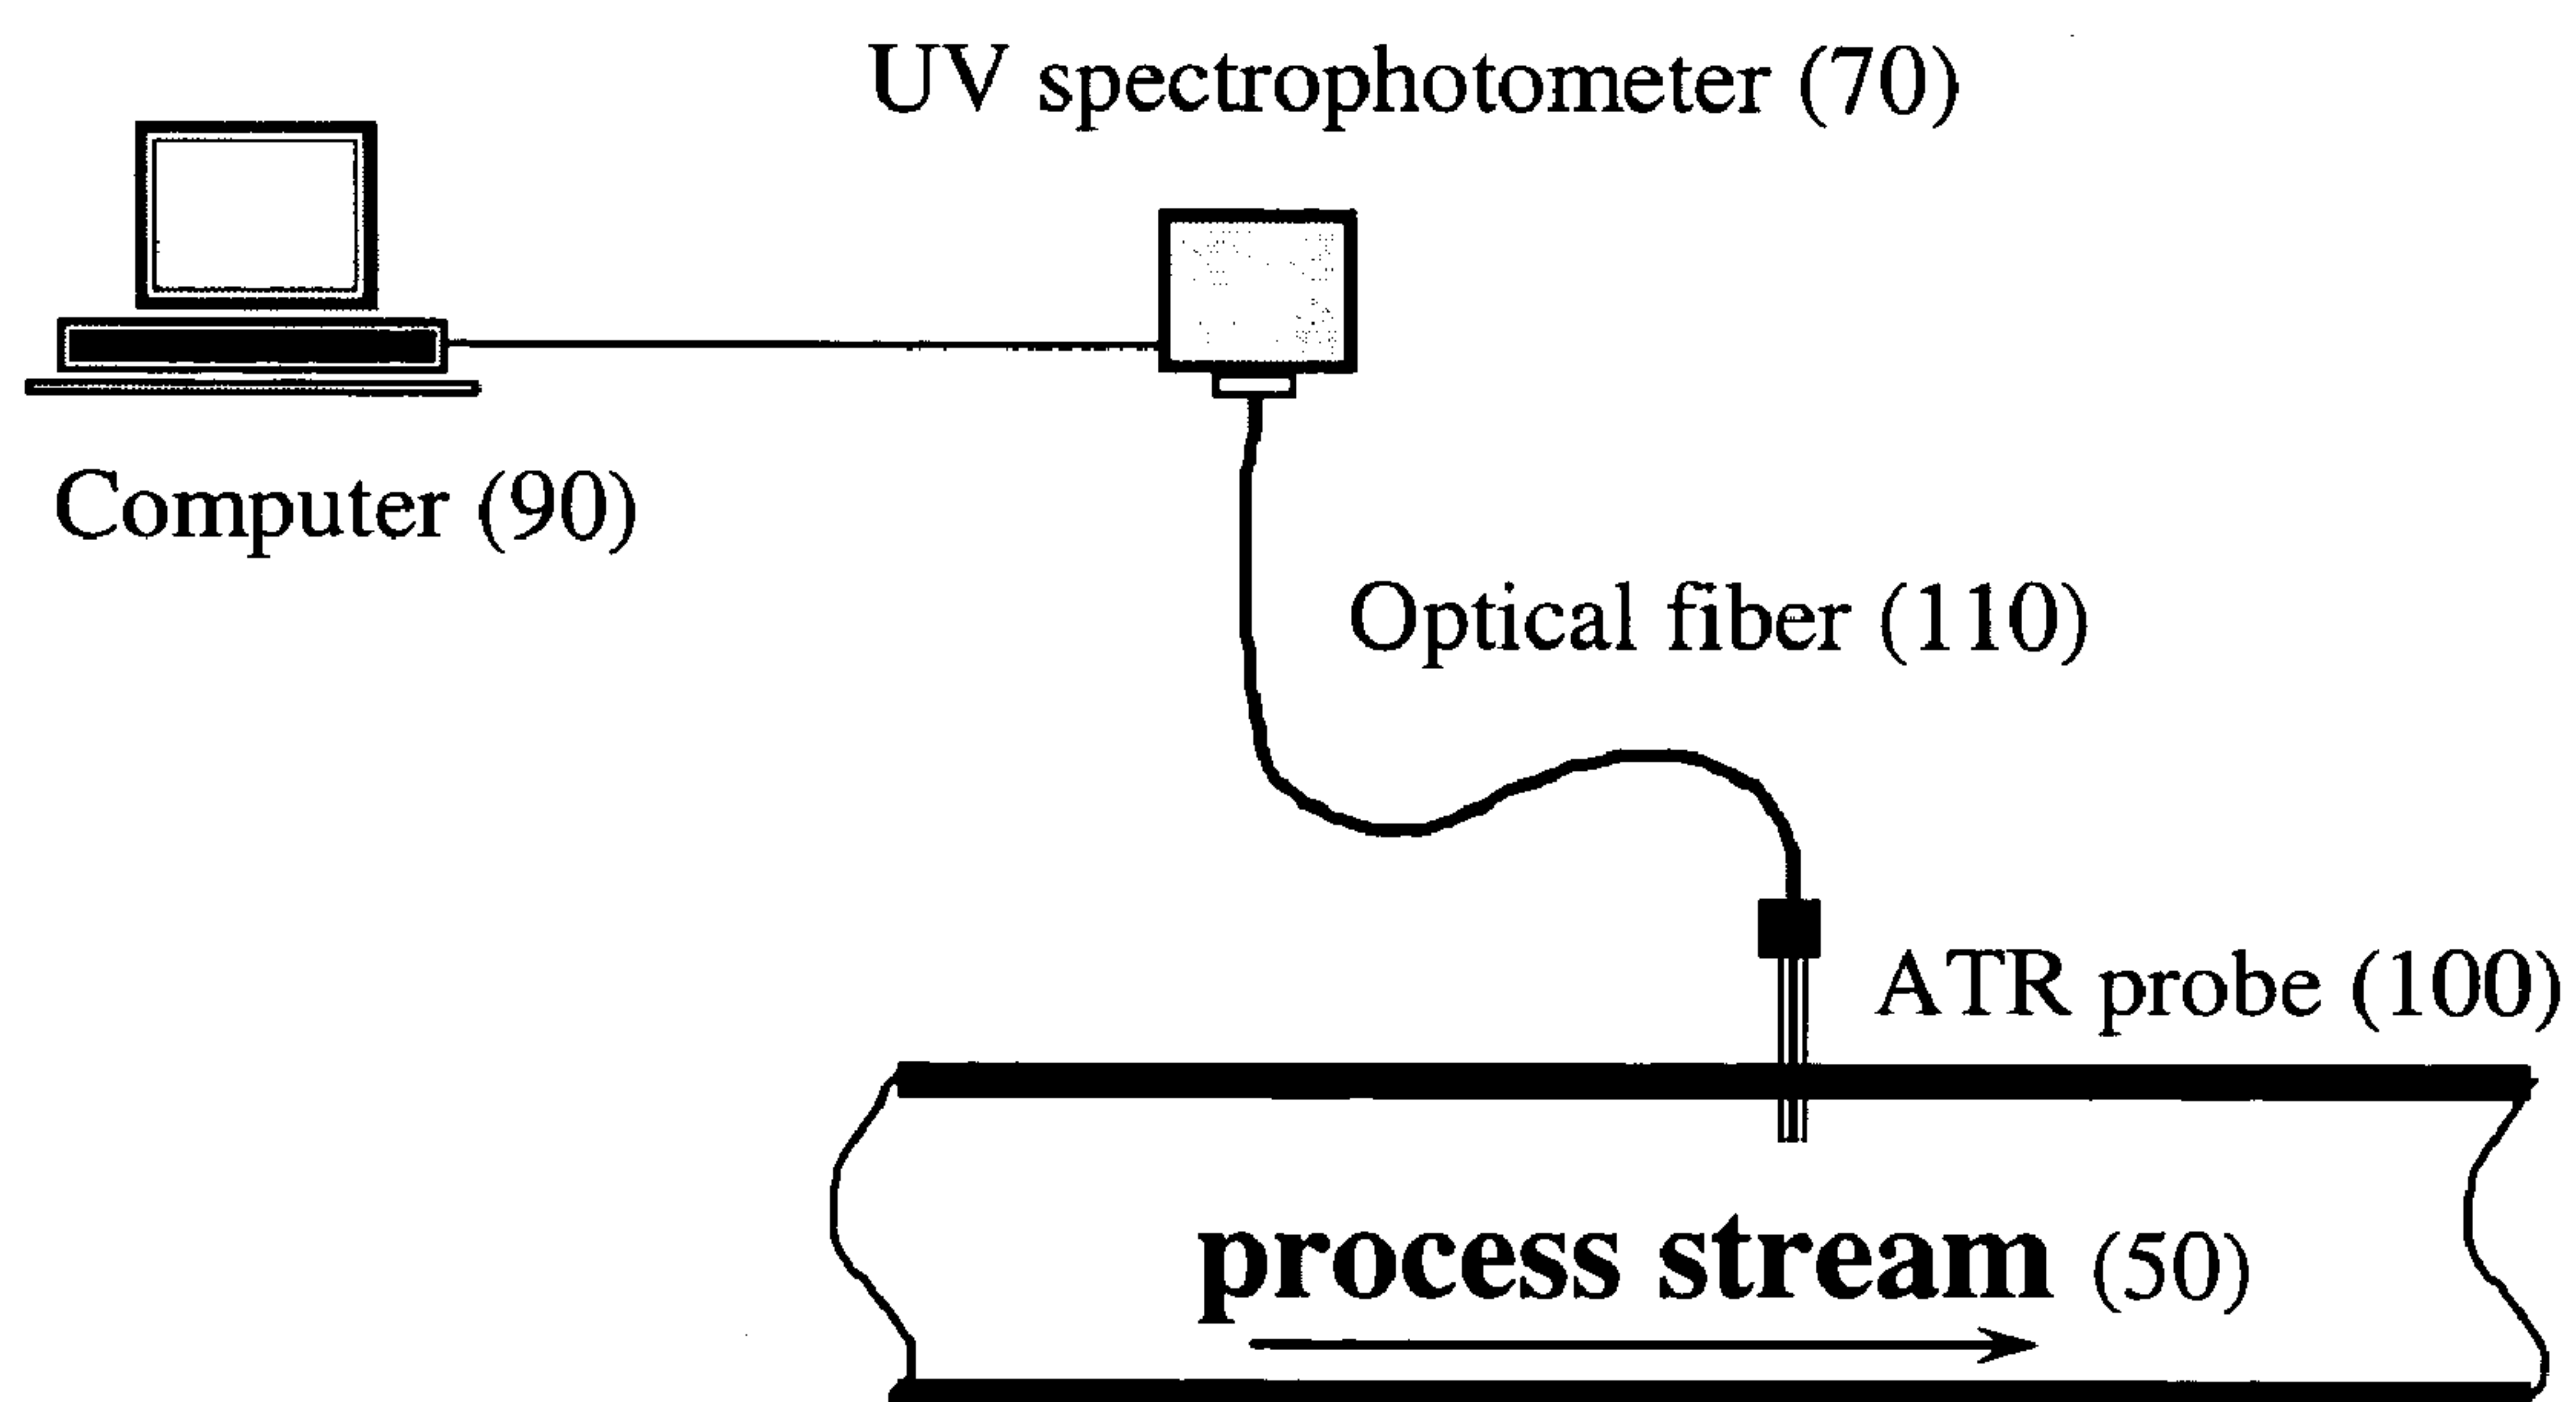 UV spectrophotometer (70)
Computer (90)
Optical fiber (110)
ATR probe (100)
process stream (50)